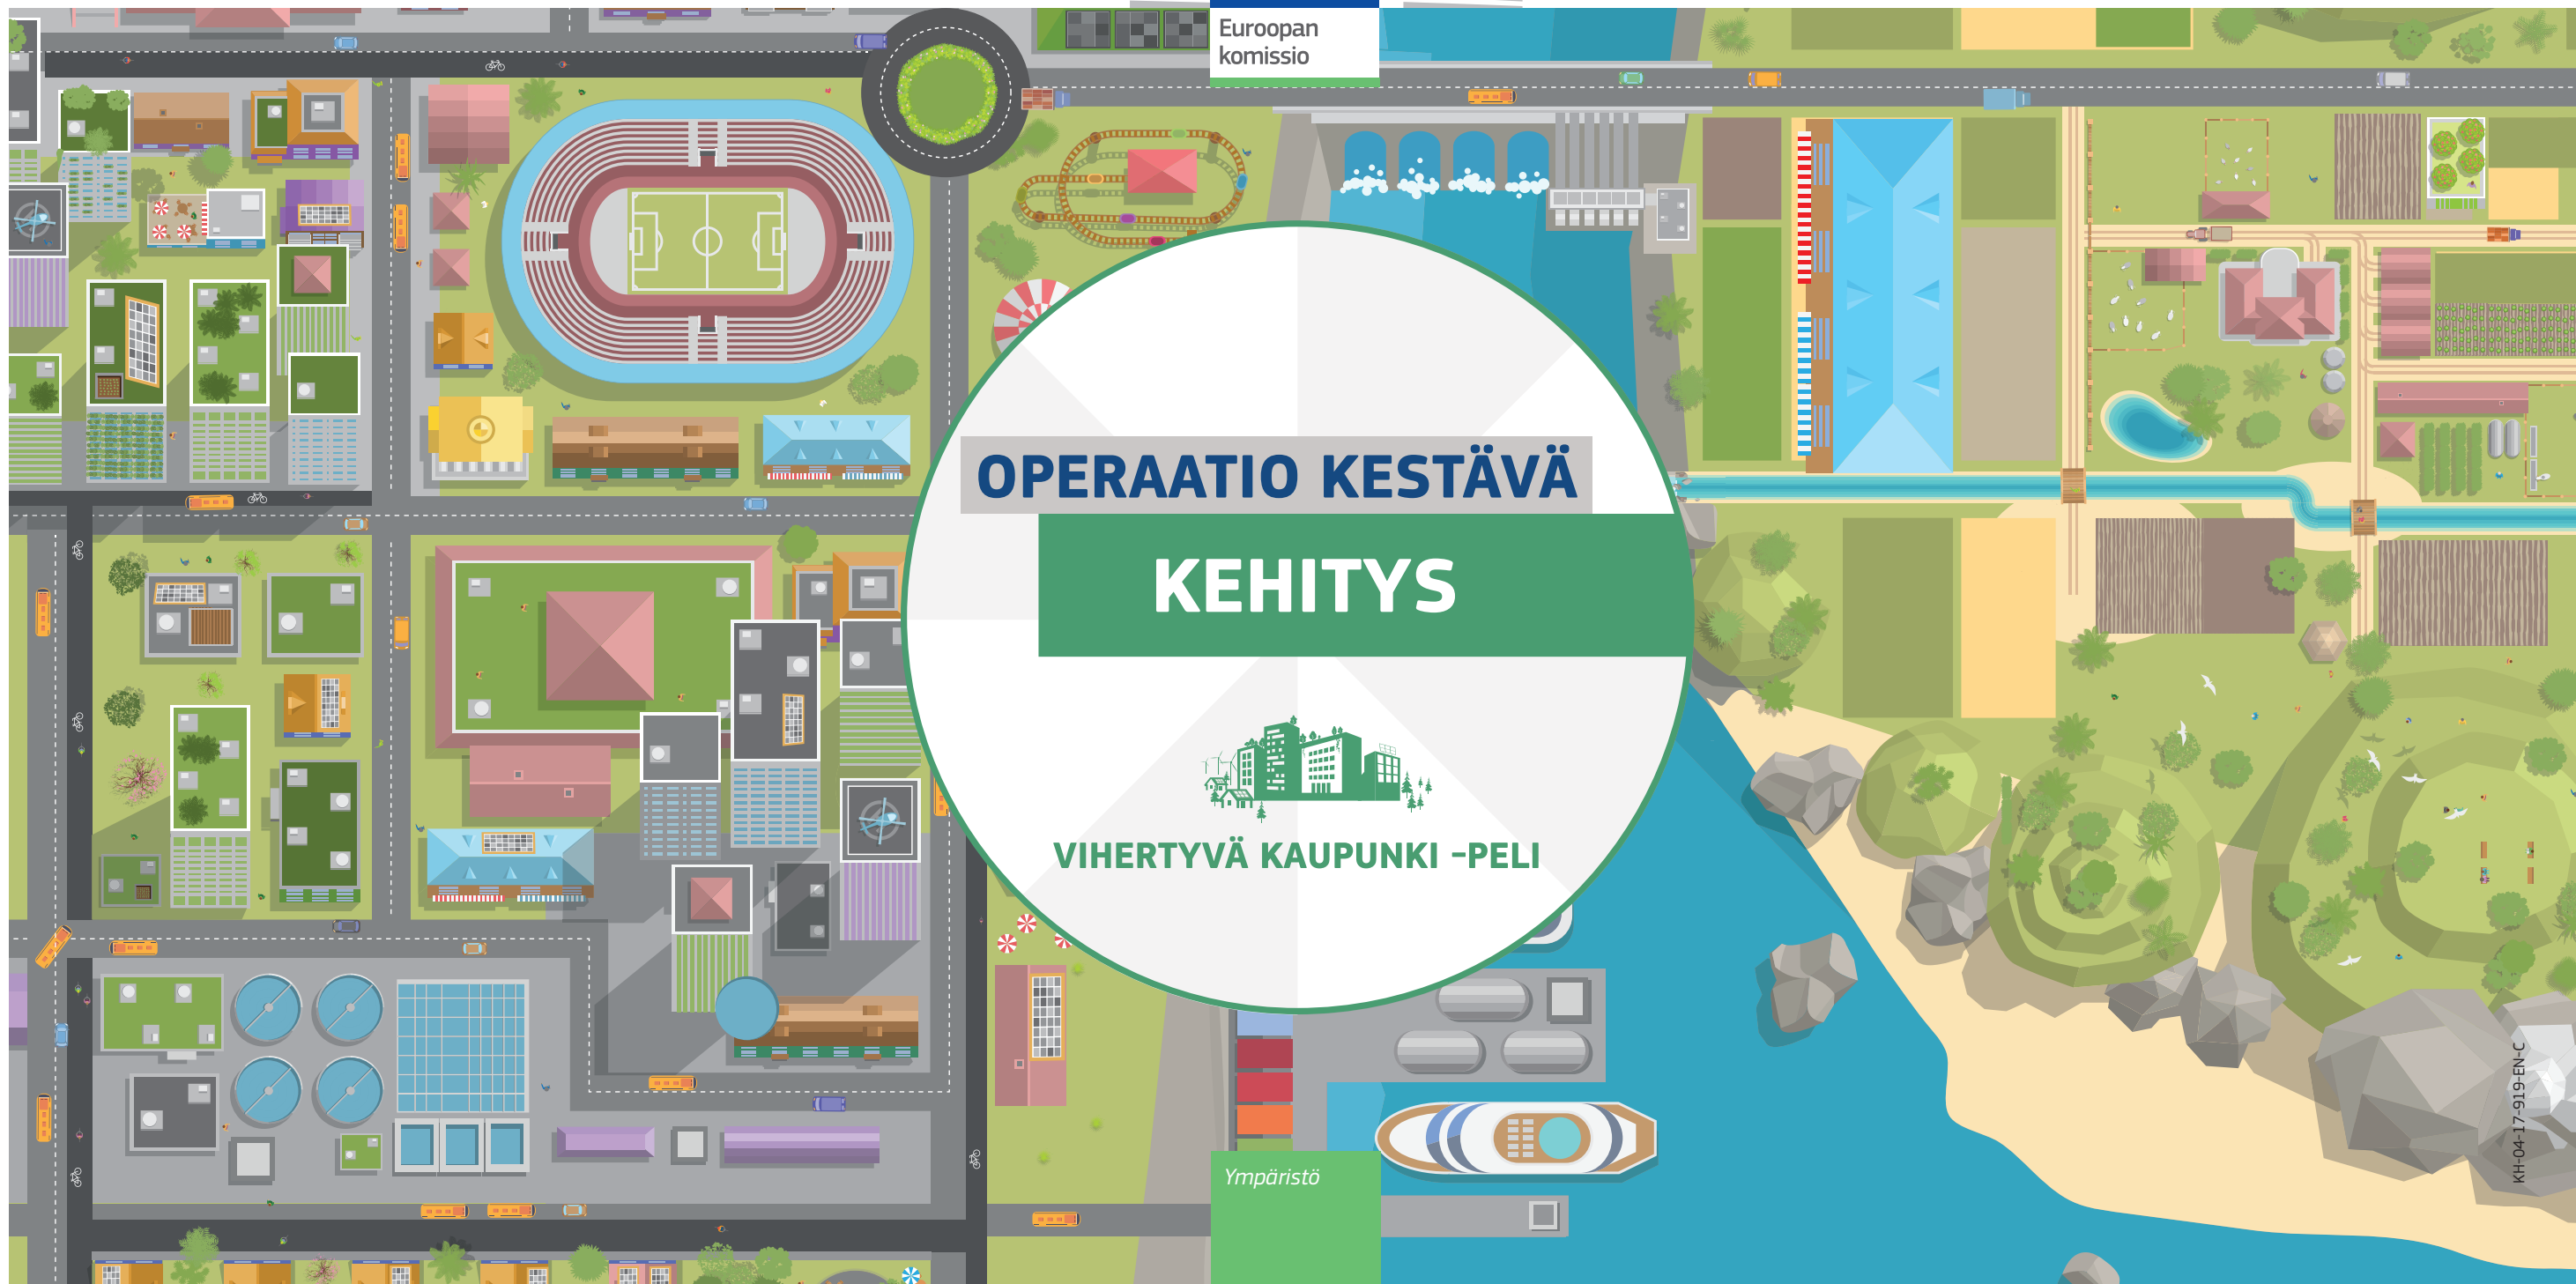 Euroopan
komissio
OPERAATIO KESTÄVÄ
KEHITYS
VIHERTYVÄ KAUPUNKI –PELI
Ympäristö
KH-04-17-919-EN-C